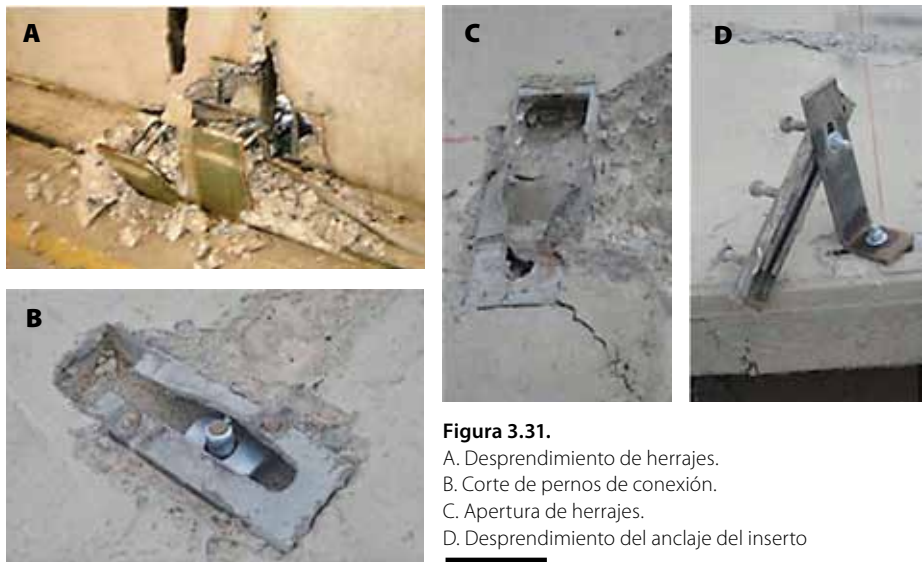 A
B
C
D
Figura 3.31.
A. Desprendimiento de herrajes.
B. Corte de pernos de conexión.
C. Apertura de herrajes.
D. Desprendimiento del anclaje del inserto